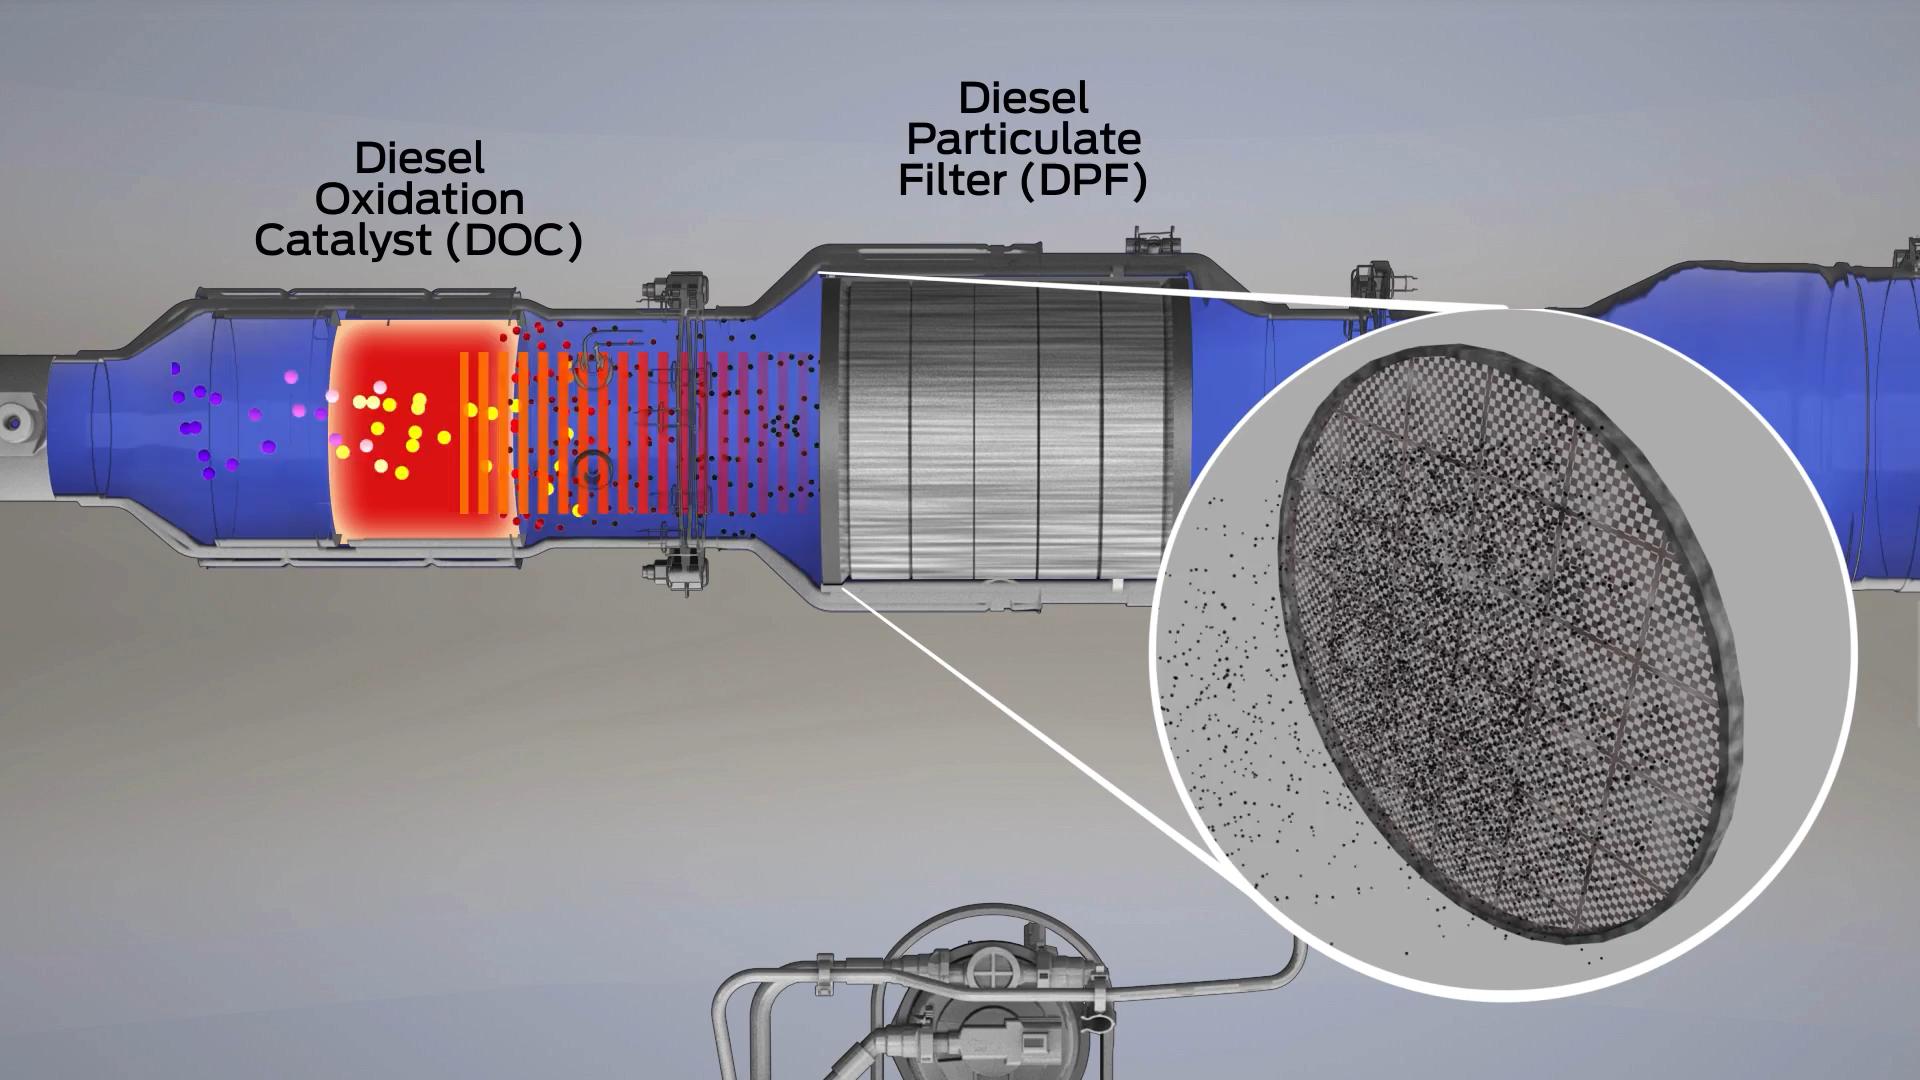 Diesel
Oxidation
Catalyst (DOC)
Diesel
Particulate
Filter (DPF)